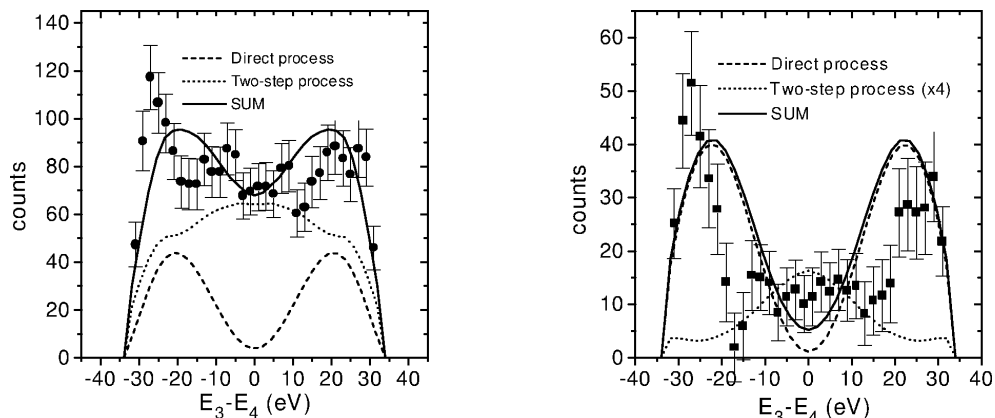 140
120
100
80
60
40
20
0
counts
Direct process
Two-step process
SUM
-40 -30 -20 -10 0 10 20 30 40
E3-E4 (eV)
60
50
40
30
20
10
0
counts
Direct process
Two-step process (x4)
SUM
-40 -30 -20 -10 0 10 20 30 40
E3-E4 (eV)